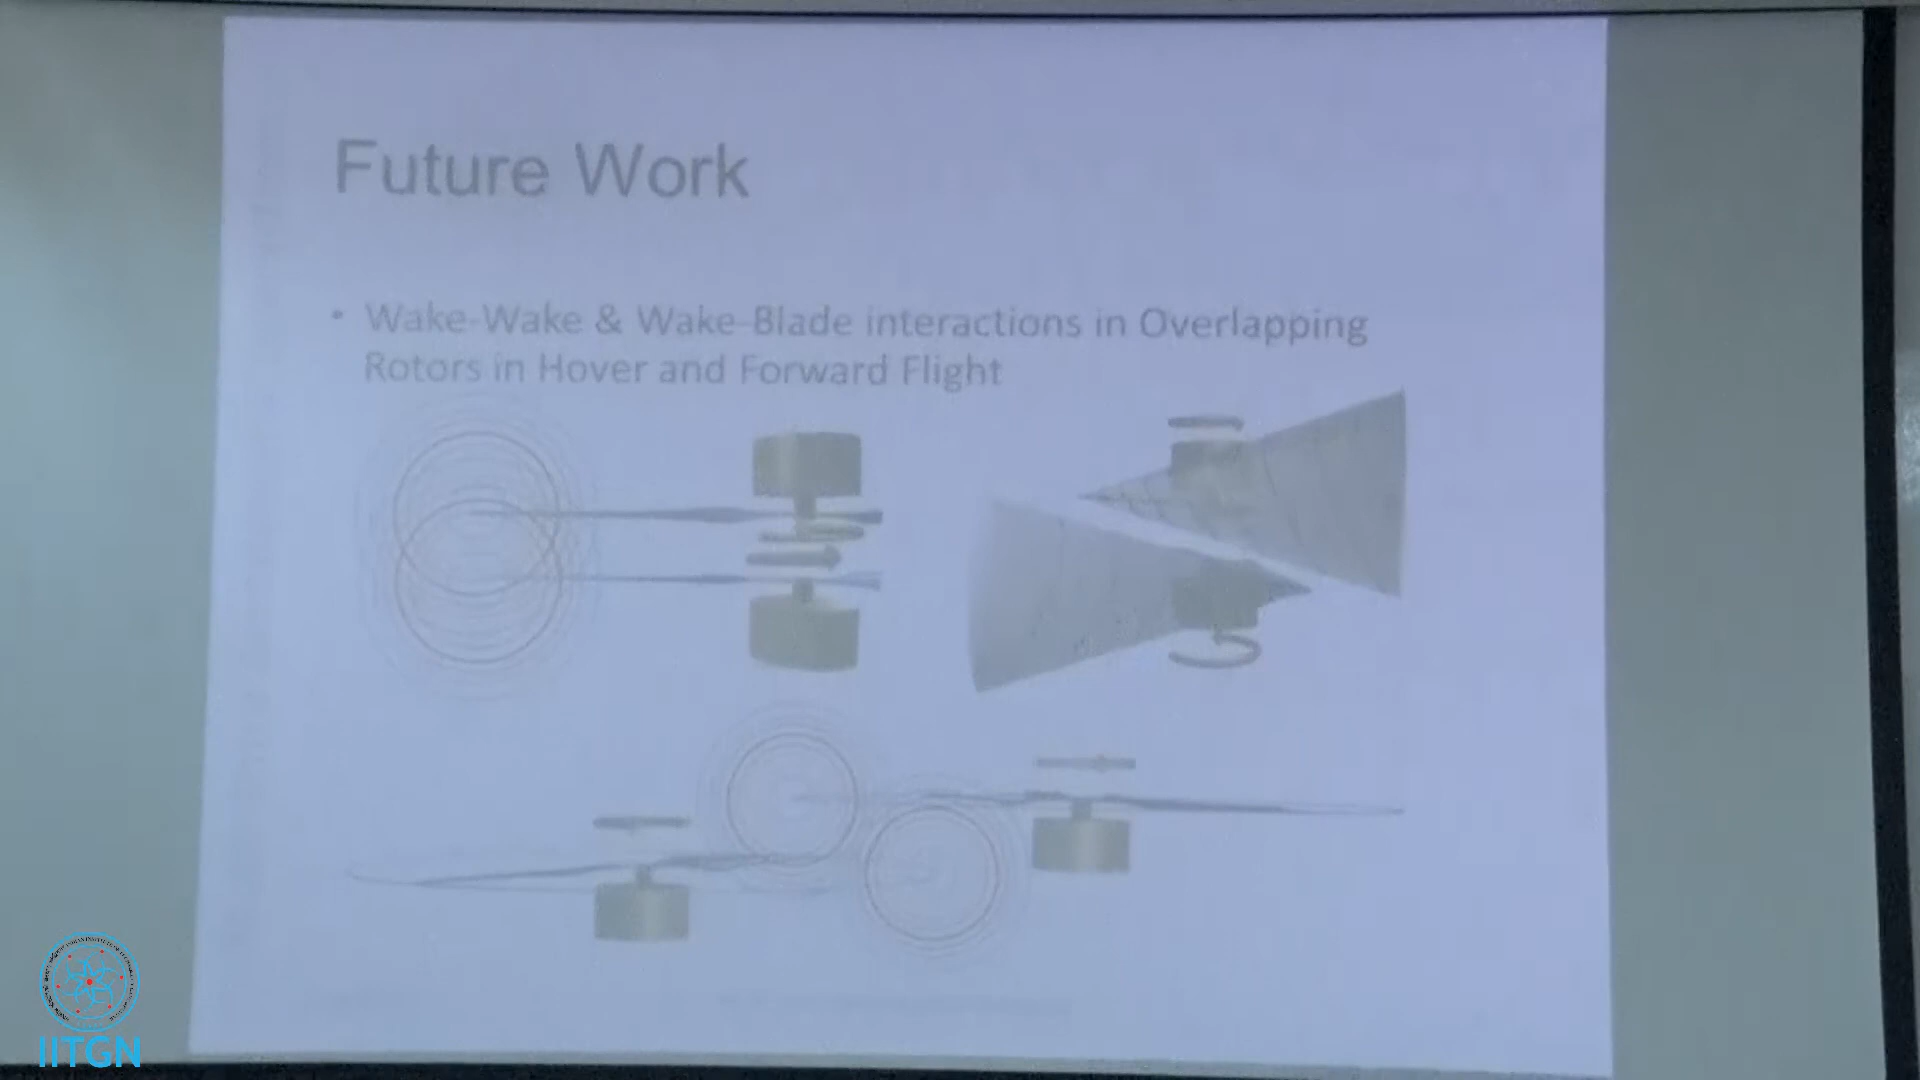 Future Work
• Wake-Wake & Wake-Blade interactions in Overlapping
Rotors in Hover and Forward Flight
IITGN